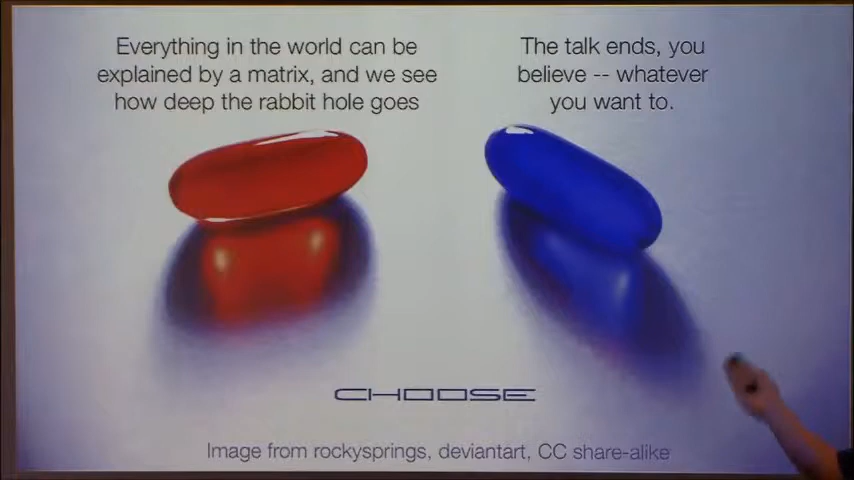 Everything in the world can be
explained by a matrix, and we see
how deep the rabbit hole goes
The talk ends, you
believe -- whatever
you want to.
CHOOSE
Image from rockysprings, deviantart, CC share-alike